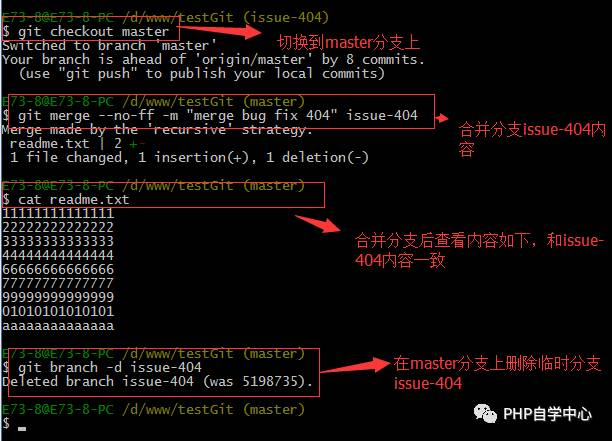 E73-8@E73-8-PC /d/www/testGit (issue-404)
$ git checkout master
切换到master分支上
Switched to branch 'master'
Your branch is ahead of 'origin/master' by 8 commits.
  (use "git push" to publish your local commits)
E73-8@E73-8-PC /d/www/testGit (master)
$ git merge --no-ff -m "merge bug fix 404" issue-404
合并分支issue-404内
容
Merge made by the 'recursive' strategy.
 readme.txt | 2 +-
 1 file changed, 1 insertion(+), 1 deletion(-)
E73-8@E73-8-PC /d/www/testGit (master)
$ cat readme.txt
合并分支后查看内容如下，和issue-
404内容一致
11111111111111
22222222222222
33333333333333
44444444444444
66666666666666
77777777777777
99999999999999
01010101010101
aaaaaaaaaaaaaa
E73-8@E73-8-PC /d/www/testGit (master)
$ git branch -d issue-404
在master分支上删除临时分支
issue-404
Deleted branch issue-404 (was 5198735).
E73-8@E73-8-PC /d/www/testGit (master)
$ _
PHP自学中心